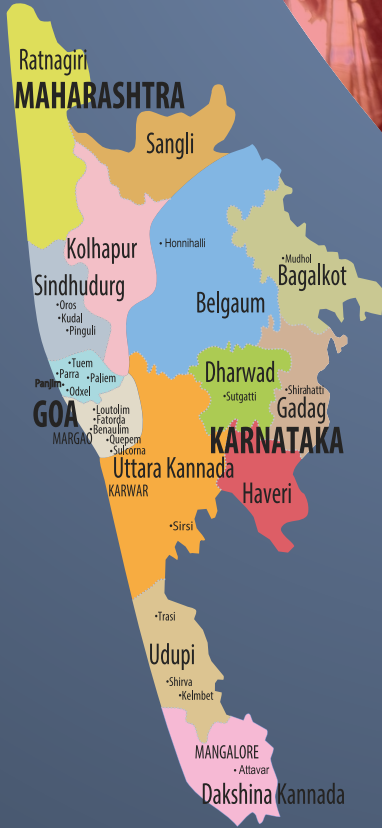 Ratnagiri
MAHARASHTRA
Sangli
Kolhapur
• Honnihalli
•Mudhol
Bagalkot
Sindhudurg
•Oros
•Kudal
•Pinguli
Belgaum
•Tuem
•Parra
•Paliem
Panjim•
•Odxel
Dharwad
•Sutgatti
•Shirahatti
Gadag
GOA
•Loutolim
•Fatorda
•Benaulim
MARGAO
•Quepem
•Sulcorna
KARNATAKA
Uttara Kannada
KARWAR
Haveri
•Sirsi
•Trasi
Udupi
•Shirva
•Kelmbet
MANGALORE
• Attavar
Dakshina Kannada